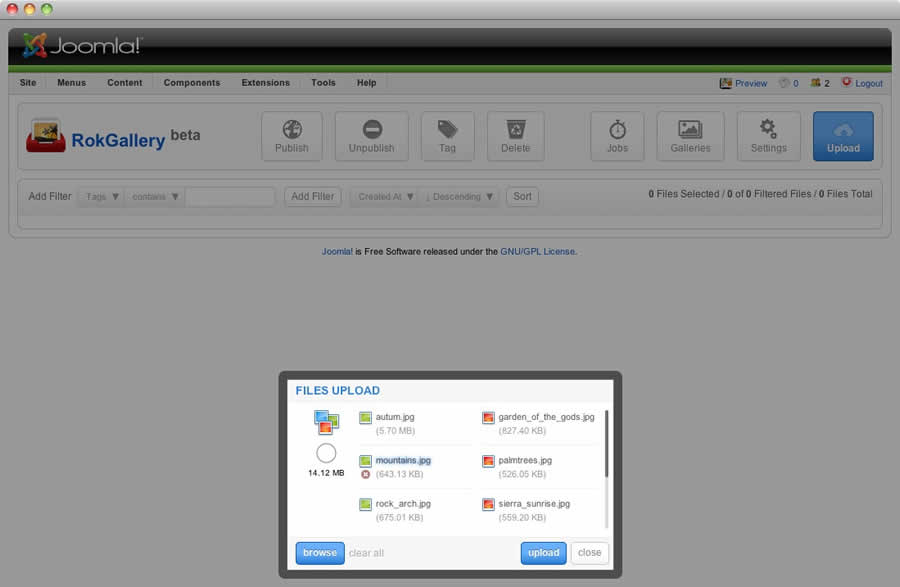 Joomla!™
Site Menus Content Components Extensions Tools Help Preview 0 2 Logout
RokGallery beta
Publish Unpublish Tag Delete Jobs Galleries Settings Upload
Add Filter Tags ▼ contains ▼ Add Filter Created At ▼ ↓ Descending ▼ Sort 0 Files Selected / 0 of 0 Filtered Files / 0 Files Total
Joomla! is Free Software released under the GNU/GPL License.
FILES UPLOAD
14.12 MB
autum.jpg
(5.70 MB)
garden_of_the_gods.jpg
(827.40 KB)
mountains.jpg
(643.13 KB)
palmtrees.jpg
(526.05 KB)
rock_arch.jpg
(675.01 KB)
sierra_sunrise.jpg
(559.20 KB)
browse clear all upload close